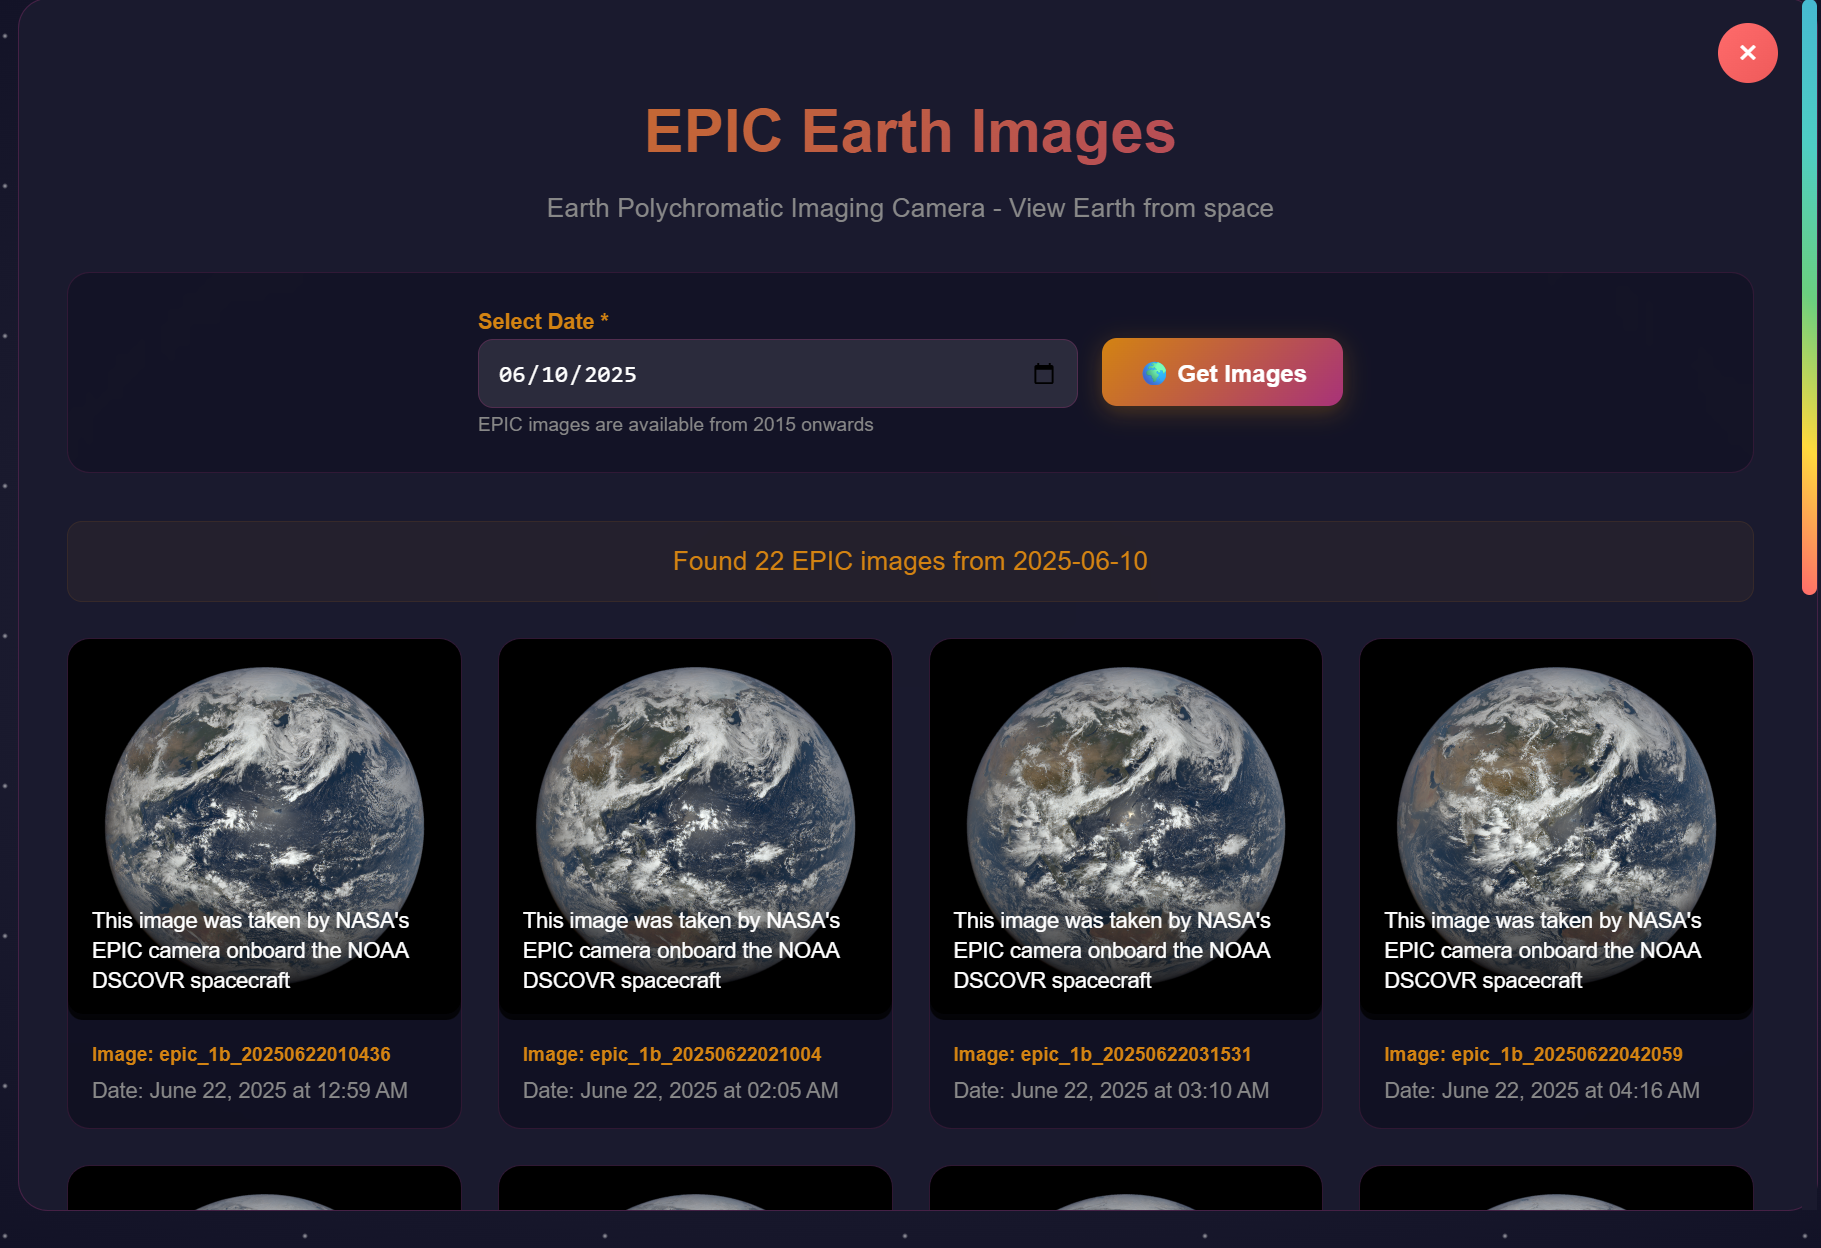 EPIC Earth Images
Earth Polychromatic Imaging Camera - View Earth from space
Select Date *
06/10/2025
Get Images
EPIC images are available from 2015 onwards
Found 22 EPIC images from 2025-06-10
This image was taken by NASA's
EPIC camera onboard the NOAA
DSCOVR spacecraft
Image: epic_1b_20250622010436
Date: June 22, 2025 at 12:59 AM
This image was taken by NASA's
EPIC camera onboard the NOAA
DSCOVR spacecraft
Image: epic_1b_20250622021004
Date: June 22, 2025 at 02:05 AM
This image was taken by NASA's
EPIC camera onboard the NOAA
DSCOVR spacecraft
Image: epic_1b_20250622031531
Date: June 22, 2025 at 03:10 AM
This image was taken by NASA's
EPIC camera onboard the NOAA
DSCOVR spacecraft
Image: epic_1b_20250622042059
Date: June 22, 2025 at 04:16 AM